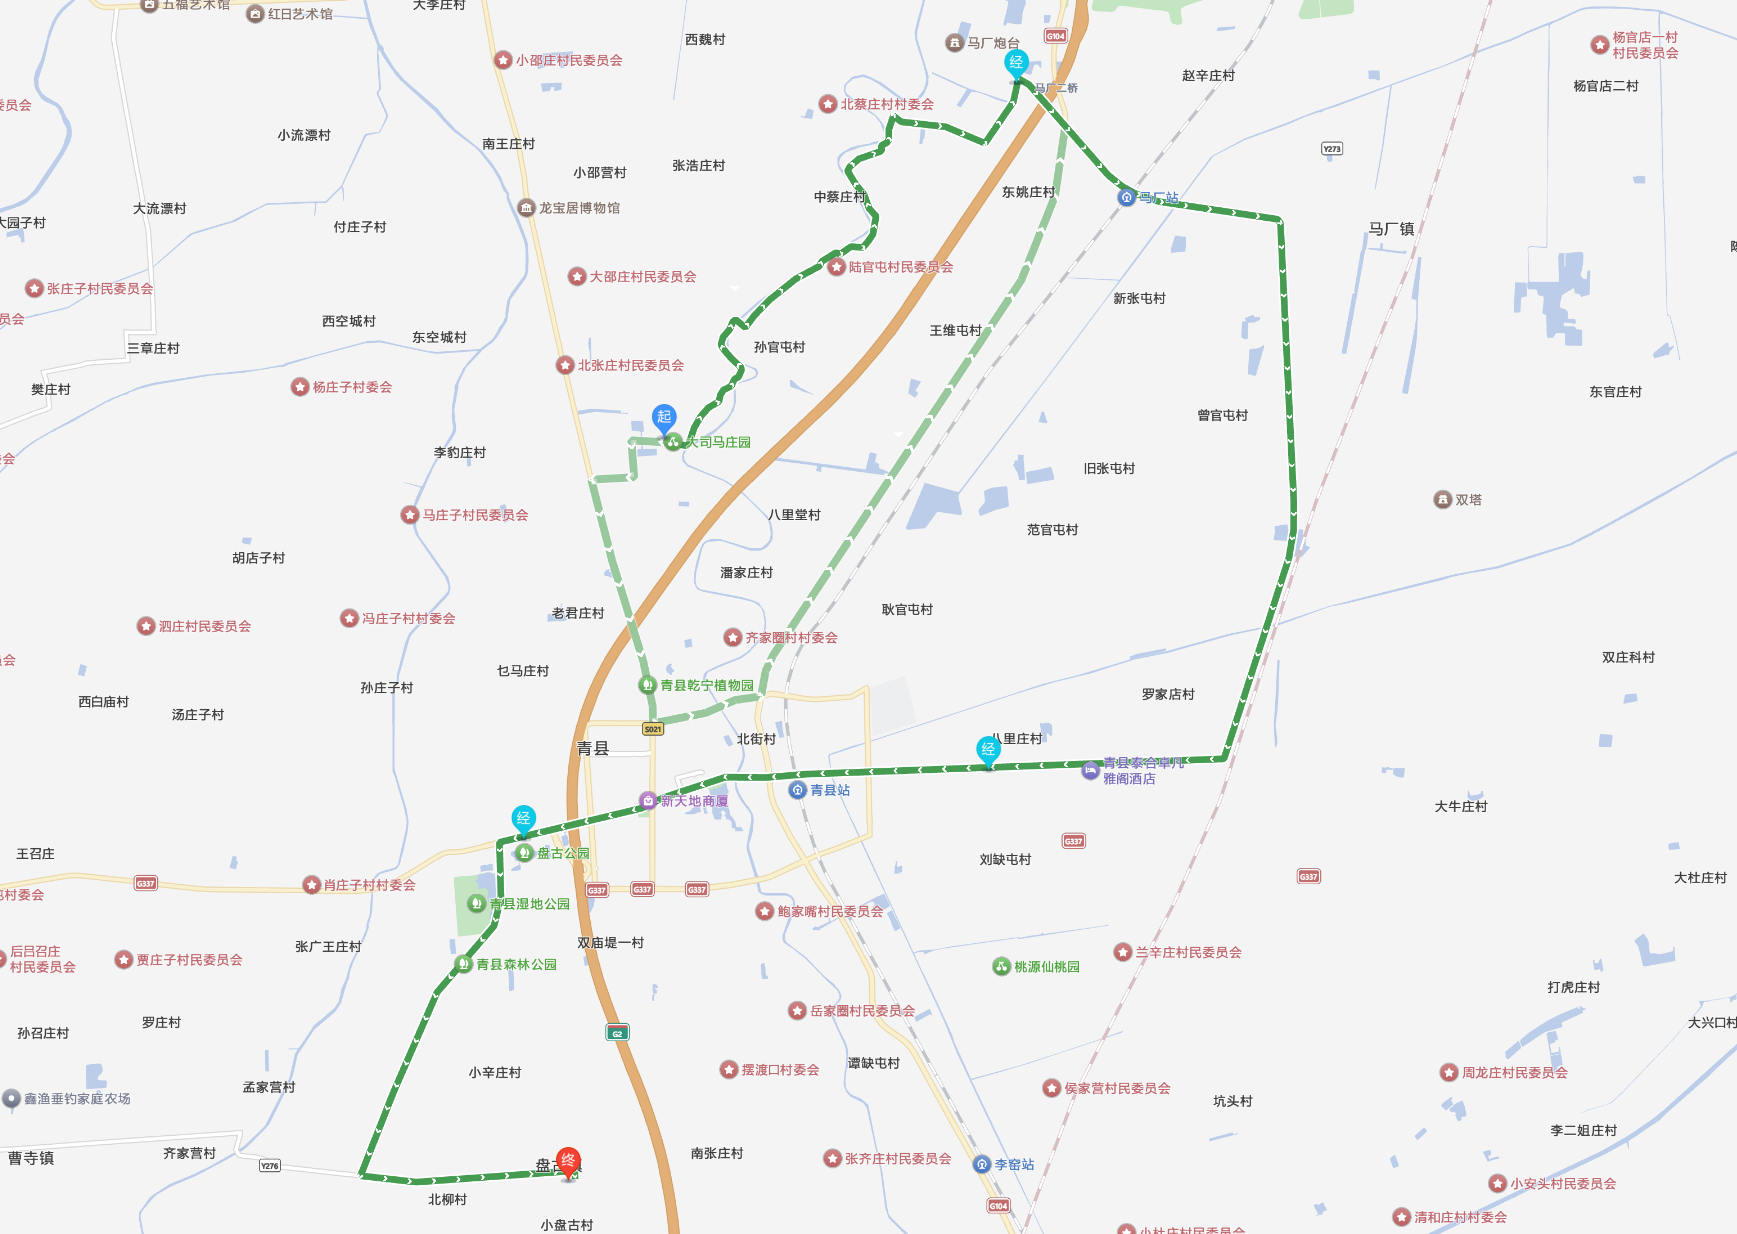 五福艺术馆
红日艺术馆
大李庄村
西魏村
马厂炮台
G104
杨官店一村
村民委员会
小邵庄村民委员会
经
马厂二桥
赵辛庄村
杨官店二村
委员会
北蔡庄村村委会
小流漂村
南王庄村
Y273
小邵营村
张浩庄村
中蔡庄村
东姚庄村
马厂站
大流漂村
龙宝居博物馆
大园子村
付庄子村
马厂镇
陆官屯村民委员会
大邵庄村民委员会
张庄子村民委员会
新张屯村
员会
西空城村
东空城村
王维屯村
三章庄村
孙官屯村
北张庄村民委员会
樊庄村
杨庄子村委会
东官庄村
起
曾官屯村
大司马庄园
李豹庄村
委会
旧张屯村
双塔
马庄子村民委员会
八里堂村
范官屯村
胡店子村
潘家庄村
老君庄村
耿官屯村
冯庄子村村委会
泗庄村民委员会
齐家圈村村委会
员会
双庄科村
乜马庄村
青县乾宁植物园
孙庄子村
罗家店村
西白庙村
汤庄子村
S021
青县
北街村
经
八里庄村
青县泰合卓凡
雅阁酒店
青县站
新天地商厦
大牛庄村
经
盘古公园
王召庄
G337
刘缺屯村
G337
肖庄子村村委会
G337
G337
G337
G337
大杜庄村
屯村委会
青县湿地公园
鲍家嘴村民委员会
张广王庄村
双庙堤一村
后吕召庄
村民委员会
贾庄子村民委员会
青县森林公园
兰辛庄村民委员会
桃源仙桃园
打虎庄村
岳家圈村民委员会
罗庄村
孙召庄村
G2
大兴口村
小辛庄村
摆渡口村委会
谭缺屯村
周龙庄村民委员会
孟家营村
侯家营村民委员会
鑫渔垂钓家庭农场
坑头村
李二姐庄村
曹寺镇
齐家营村
Y276
盘古镇
终
南张庄村
张齐庄村民委员会
李窑站
小安头村民委员会
北柳村
G104
清和庄村村委会
小盘古村
小杜庄村民委员会